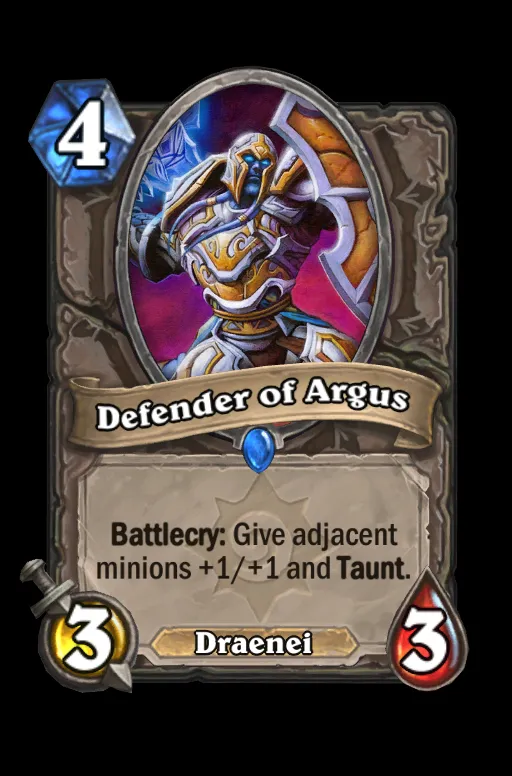 4
Defender of Argus
Battlecry: Give adjacent
minions +1/+1 and Taunt.
3
Draenei
3